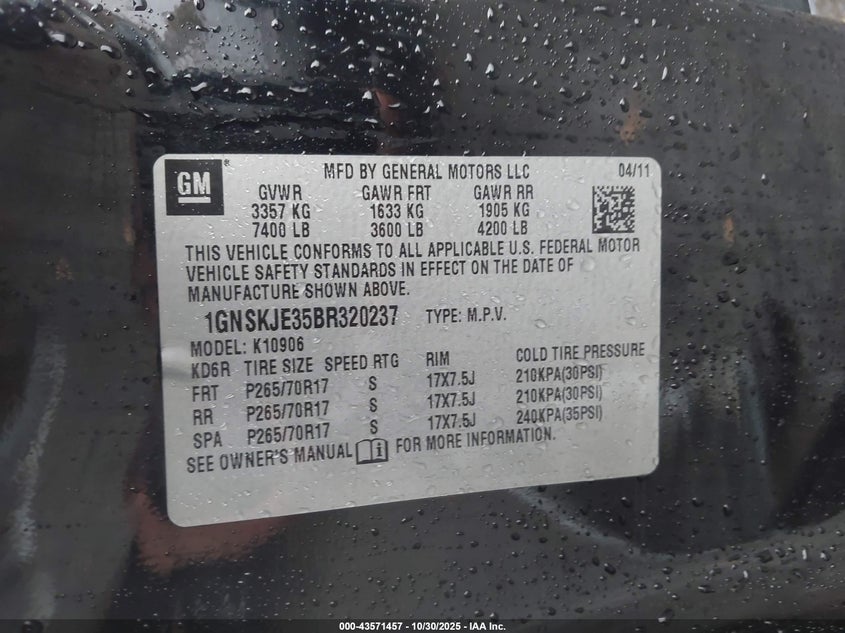 GM ®
MFD BY GENERAL MOTORS LLC 04/11
GVWR GAWR FRT GAWR RR
3357 KG 1633 KG 1905 KG
7400 LB 3600 LB 4200 LB
THIS VEHICLE CONFORMS TO ALL APPLICABLE U.S. FEDERAL MOTOR
VEHICLE SAFETY STANDARDS IN EFFECT ON THE DATE OF
MANUFACTURE SHOWN ABOVE.
1GNSKJE35BR320237 TYPE: M.P.V.
MODEL: K10906
KD6R TIRE SIZE SPEED RTG RIM COLD TIRE PRESSURE
FRT P265/70R17 S 17X7.5J 210KPA(30PSI)
RR P265/70R17 S 17X7.5J 210KPA(30PSI)
SPA P265/70R17 S 17X7.5J 240KPA(35PSI)
SEE OWNER'S MANUAL FOR MORE INFORMATION.
000-43571457 - 10/30/2025 - IAA Inc.